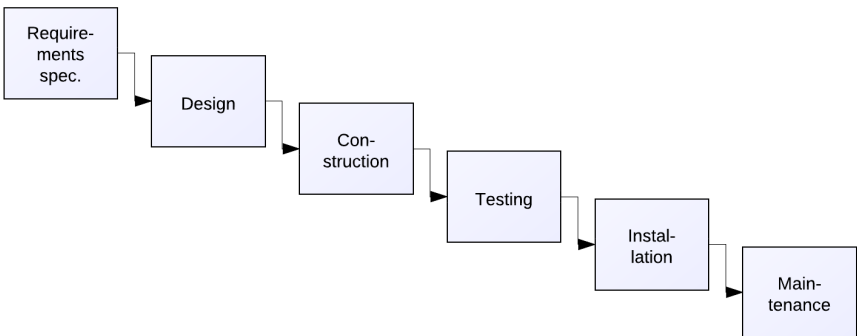 Require-
ments
spec.
Design
Con-
struction
Testing
Instal-
lation
Main-
tenance